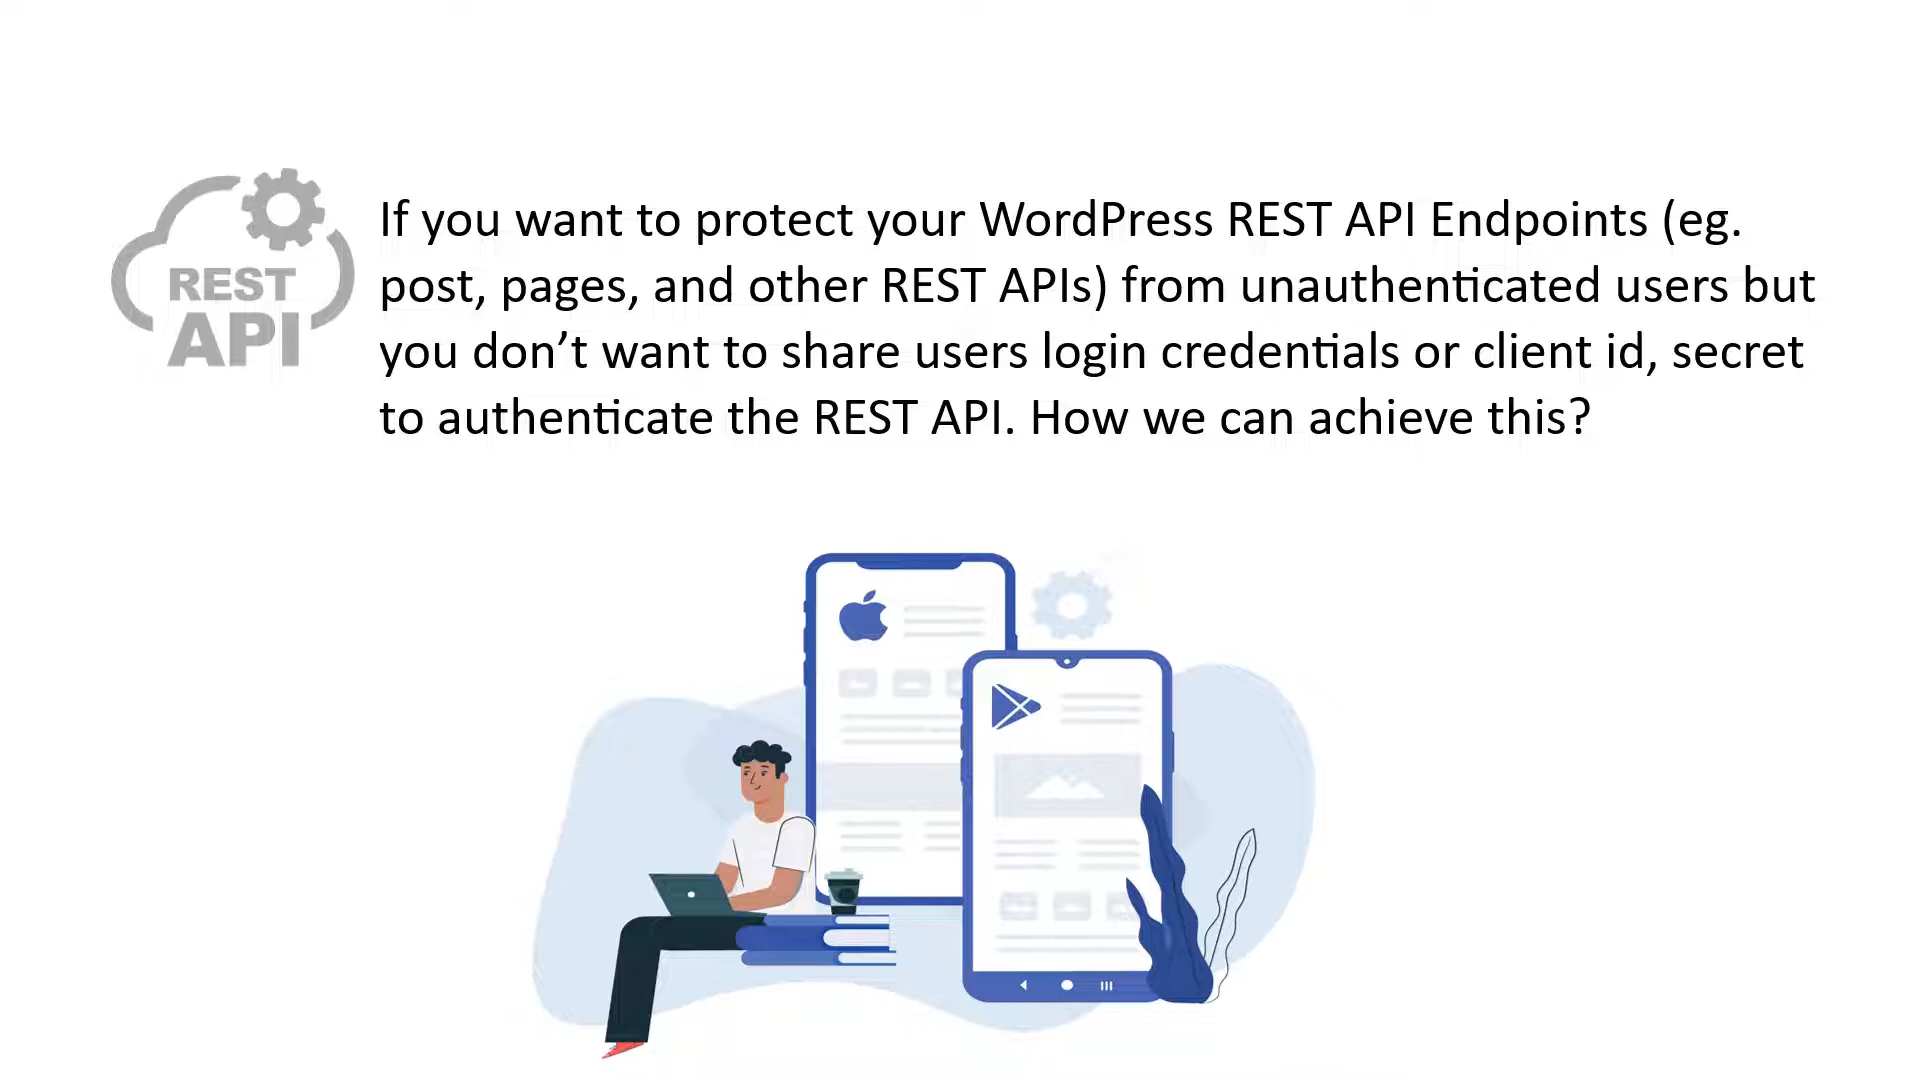 REST
API
If you want to protect your WordPress REST API Endpoints (eg.
post, pages, and other REST APIs) from unauthenticated users but
you don’t want to share users login credentials or client id, secret
to authenticate the REST API. How we can achieve this?